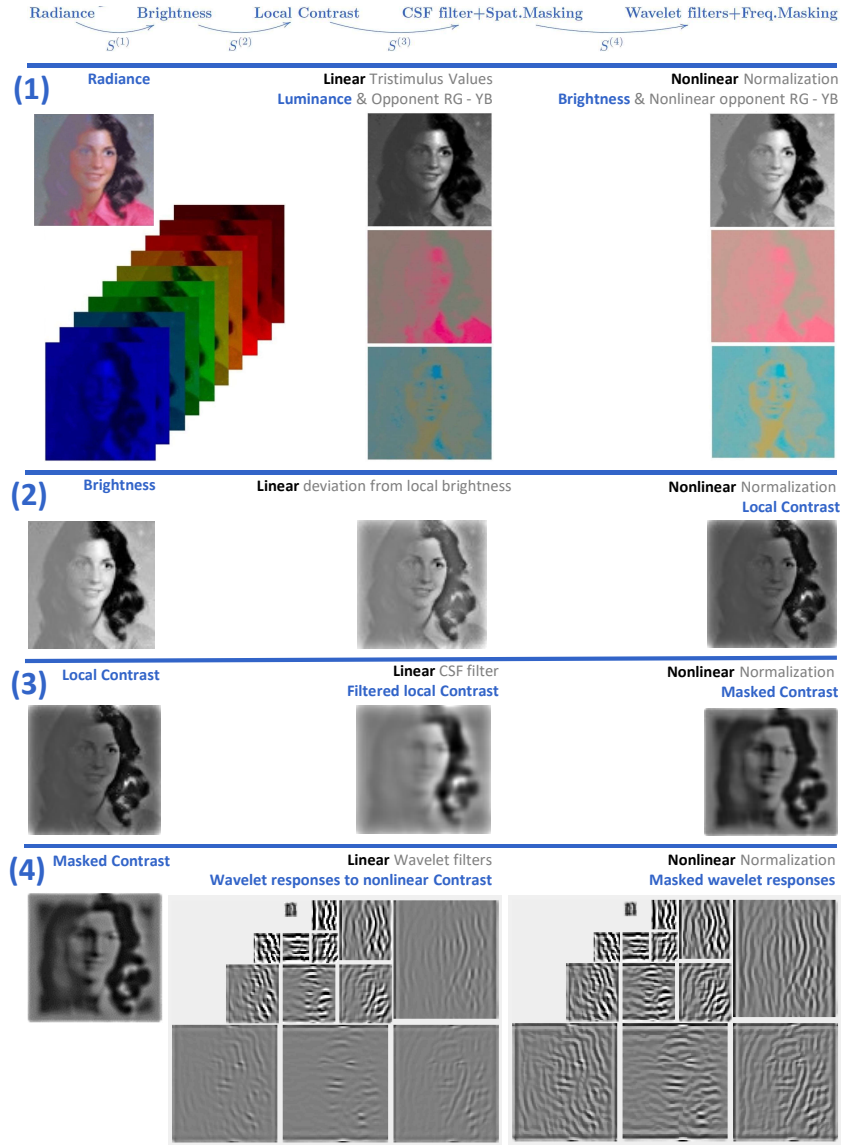 Radiance Brightness Local Contrast CSF filter+Spat.Masking Wavelet filters+Freq.Masking
S(1) S(2) S(3) S(4)
(1)
Radiance
Linear Tristimulus Values
Luminance & Opponent RG - YB
Nonlinear Normalization
Brightness & Nonlinear opponent RG - YB
(2)
Brightness
Linear deviation from local brightness
Nonlinear Normalization
Local Contrast
(3)
Local Contrast
Linear CSF filter
Filtered local Contrast
Nonlinear Normalization
Masked Contrast
(4)
Masked Contrast
Linear Wavelet filters
Wavelet responses to nonlinear Contrast
Nonlinear Normalization
Masked wavelet responses